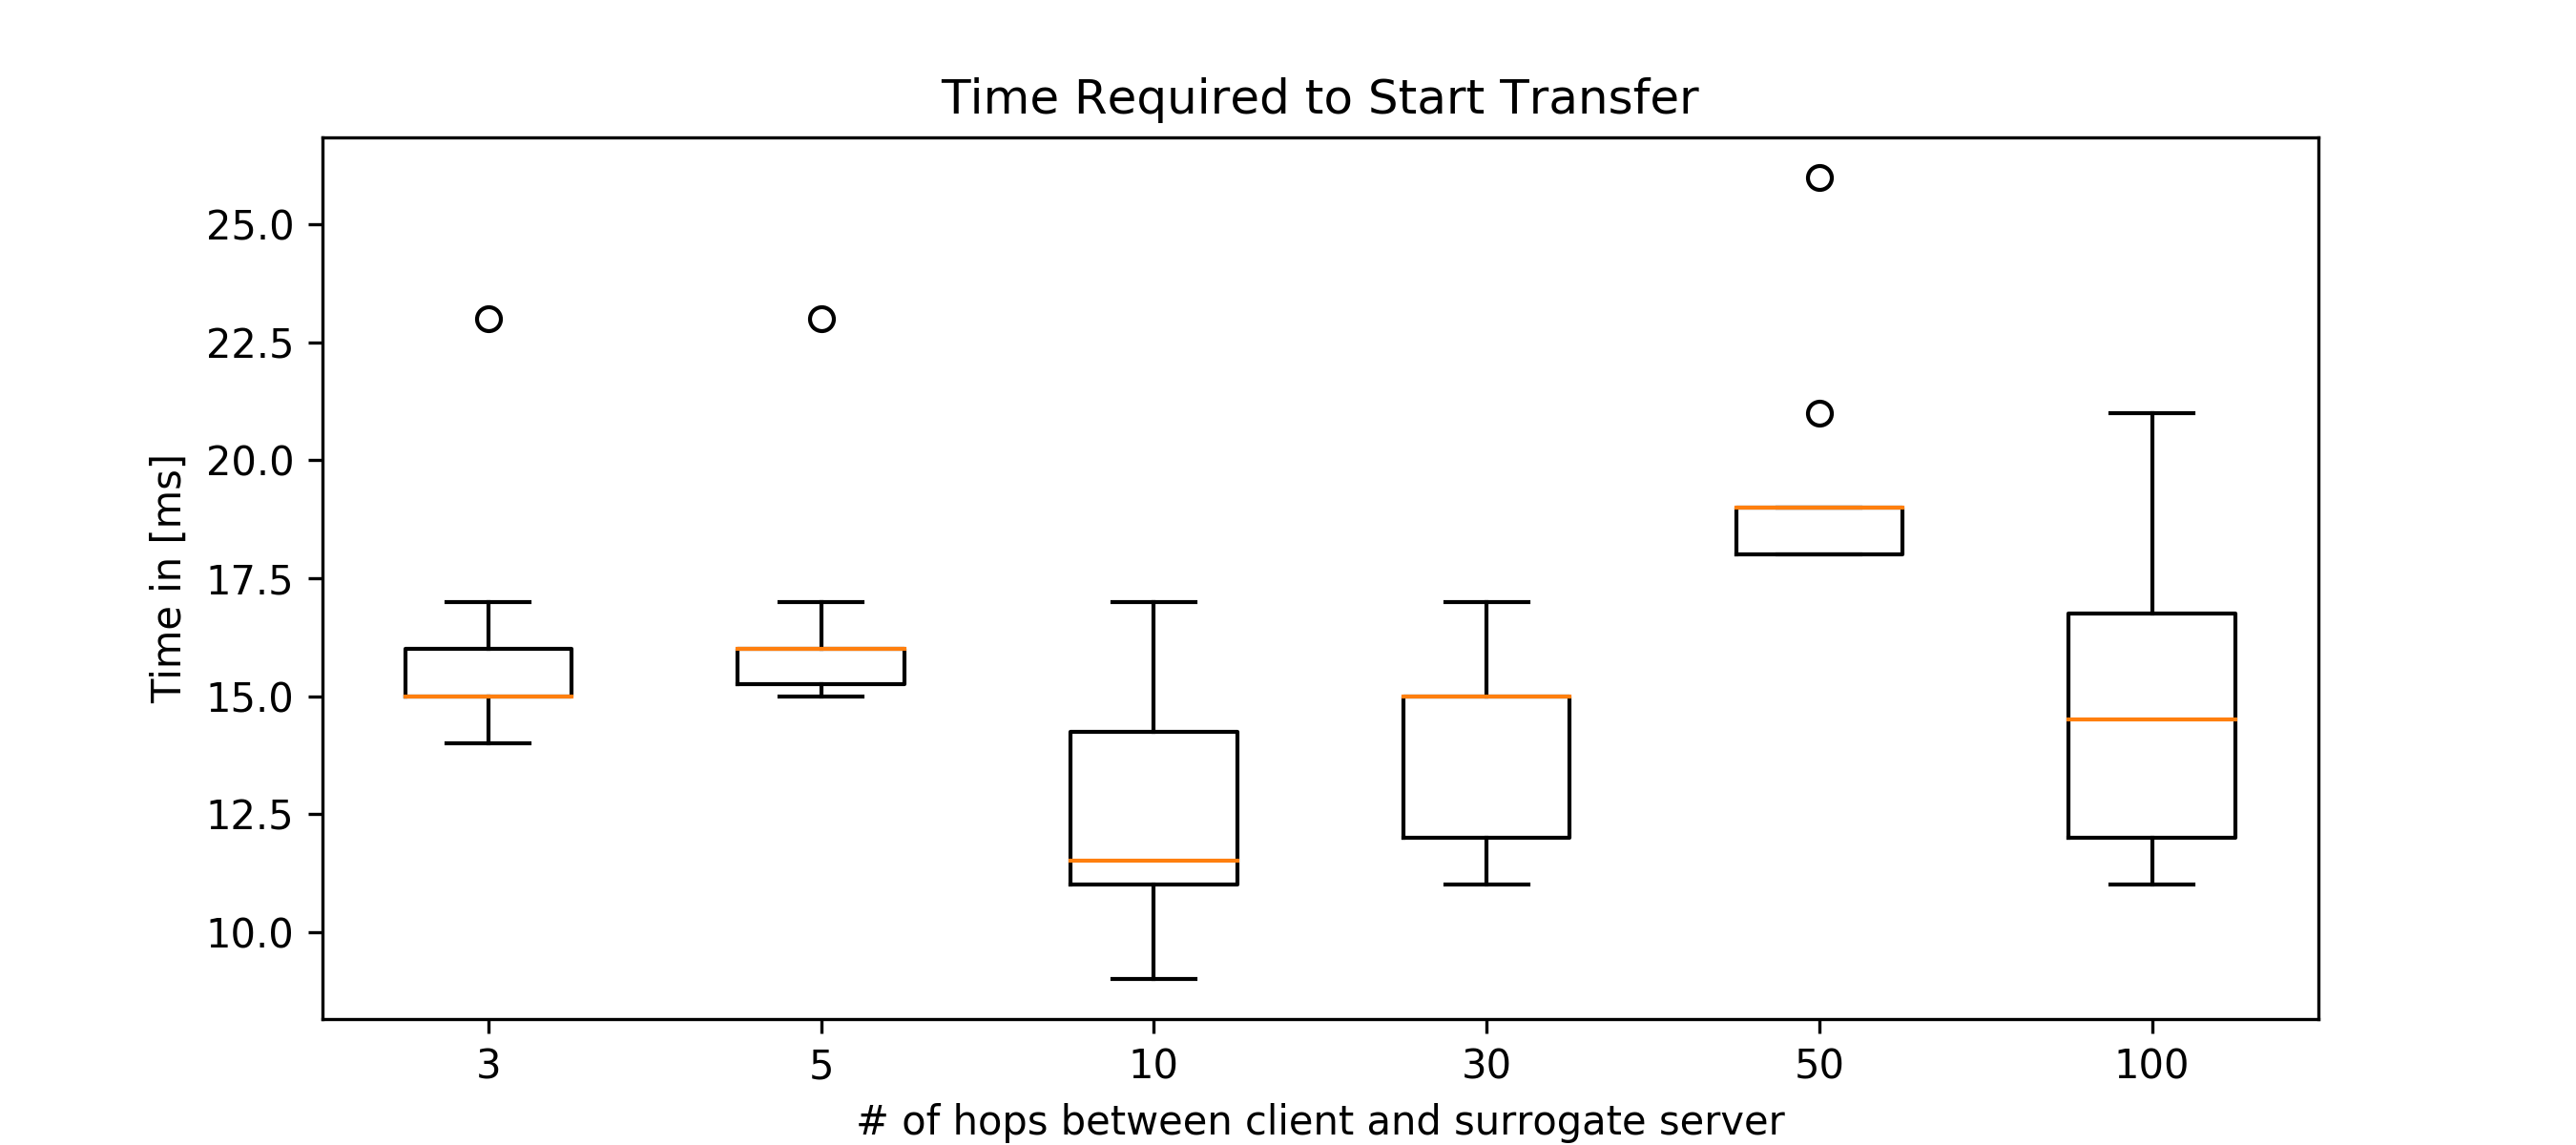 Time Required to Start Transfer
Time in [ms]
25.0
22.5
20.0
17.5
15.0
12.5
10.0
3 5 10 30 50 100
# of hops between client and surrogate server